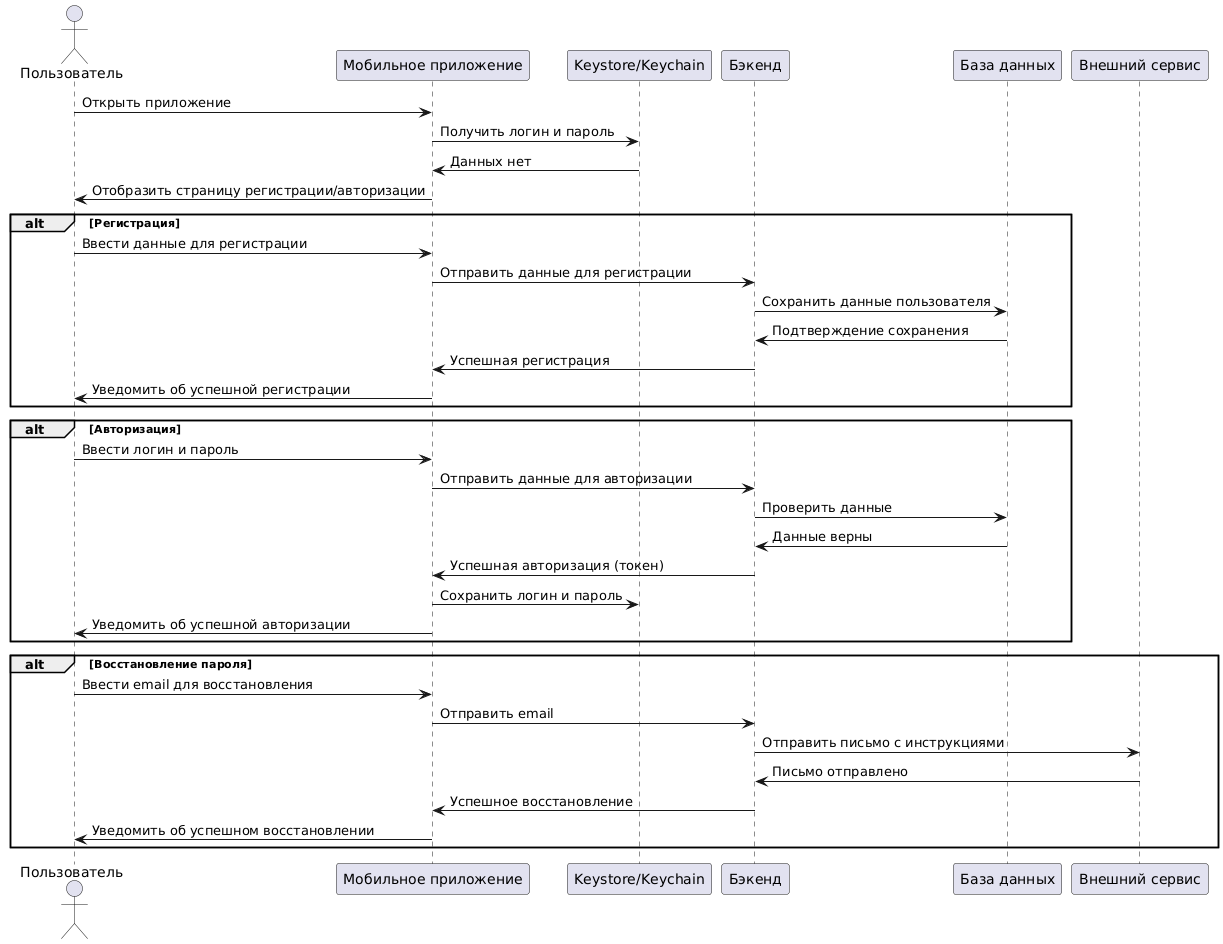 Пользователь
Мобильное приложение
Keystore/Keychain
Бэкенд
База данных
Внешний сервис
Открыть приложение
Получить логин и пароль
Данных нет
Отобразить страницу регистрации/авторизации
alt [Регистрация]
Ввести данные для регистрации
Отправить данные для регистрации
Сохранить данные пользователя
Подтверждение сохранения
Успешная регистрация
Уведомить об успешной регистрации
alt [Авторизация]
Ввести логин и пароль
Отправить данные для авторизации
Проверить данные
Данные верны
Успешная авторизация (токен)
Сохранить логин и пароль
Уведомить об успешной авторизации
alt [Восстановление пароля]
Ввести email для восстановления
Отправить email
Отправить письмо с инструкциями
Письмо отправлено
Успешное восстановление
Уведомить об успешном восстановлении
Пользователь
Мобильное приложение
Keystore/Keychain
Бэкенд
База данных
Внешний сервис